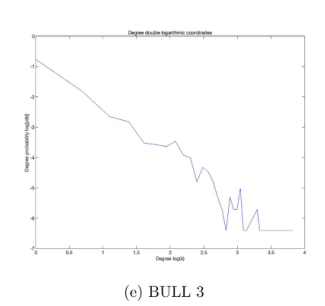 Degree double logarithmic coordinates
0
-1
-2
-3
-4
-5
-6
-7
Degree probability log[p(k)]
0 0.5 1 1.5 2 2.5 3 3.5 4
Degree log(k)
(e) BULL 3